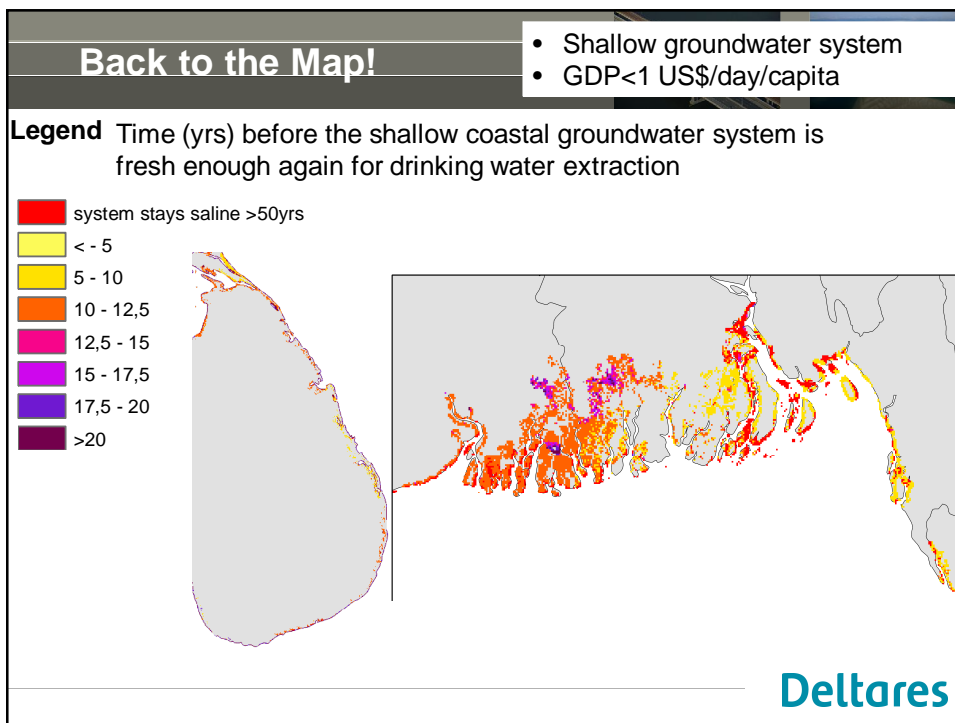 Back to the Map!
• Shallow groundwater system
• GDP<1 US$/day/capita
Legend Time (yrs) before the shallow coastal groundwater system is
fresh enough again for drinking water extraction
system stays saline >50yrs
< - 5
5 - 10
10 - 12,5
12,5 - 15
15 - 17,5
17,5 - 20
>20
Deltares